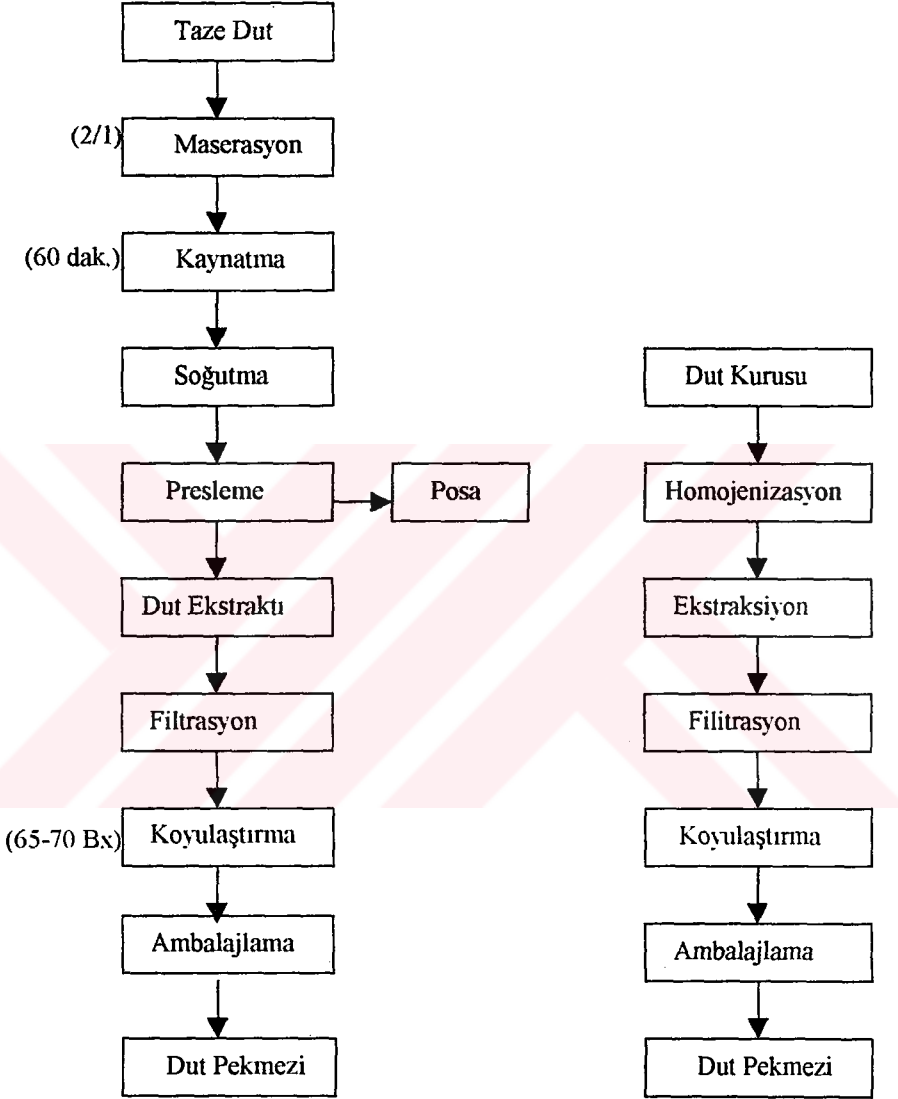 Taze Dut
(2/1)
Maserasyon
(60 dak.)
Kaynatma
Soğutma
Presleme
Posa
Dut Ekstraktı
Filtrasyon
(65-70 Bx)
Koyulaştırma
Ambalajlama
Dut Pekmezi
Dut Kurusu
Homojenizasyon
Ekstraksiyon
Filitrasyon
Koyulaştırma
Ambalajlama
Dut Pekmezi